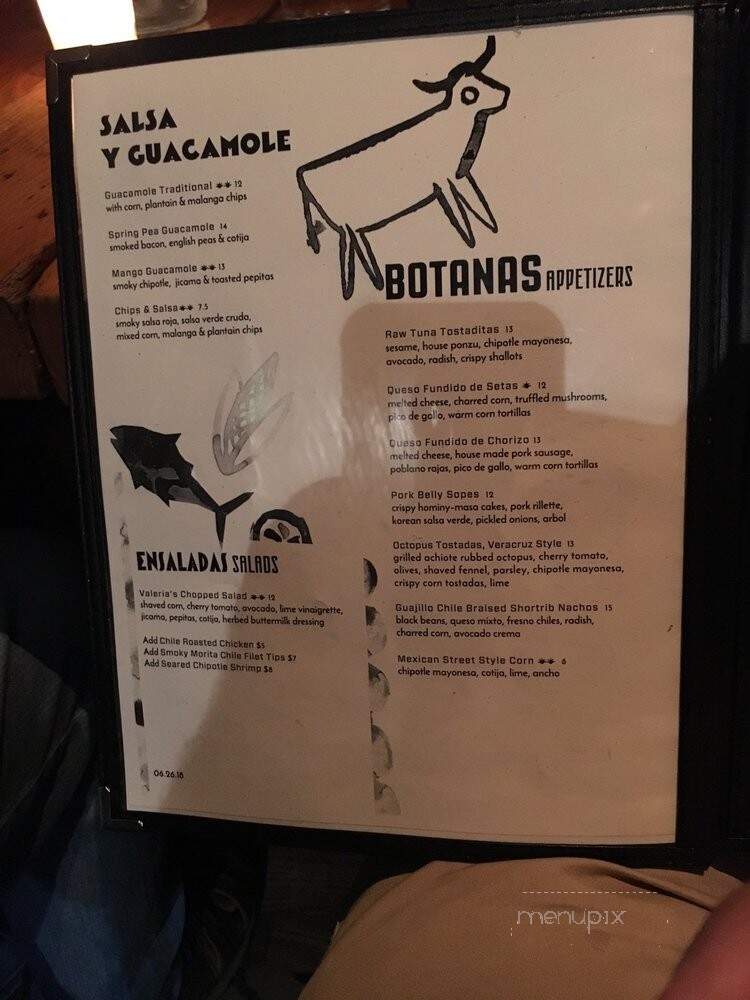 SALSA
Y GUACAMOLE
Guacamole Traditional ✷✷ 12
with corn, plantain & malanga chips
Spring Pea Guacamole 14
smoked bacon, english peas & cotija
Mango Guacamole ✷✷ 13
smoky chipotle, jicama & toasted pepitas
Chips & Salsa ✷✷ 7.5
smoky salsa roja, salsa verde cruda,
mixed corn, malanga & plantain chips
ENSALADAS SALADS
Valeria's Chopped Salad ✷✷ 12
shaved corn, cherry tomato, avocado, lime vinaigrette,
jicama, pepitas, cotija, herbed buttermilk dressing
Add Chile Roasted Chicken $5
Add Smoky Morita Chile Filet Tips $7
Add Seared Chipotle Shrimp $8
06.26.18
BOTANAS APPETIZERS
Raw Tuna Tostaditas 13
sesame, house ponzu, chipotle mayonesa,
avocado, radish, crispy shallots
Queso Fundido de Setas ✷ 12
melted cheese, charred corn, truffled mushrooms,
pico de gallo, warm corn tortillas
Queso Fundido de Chorizo 13
melted cheese, house made pork sausage,
poblano rajas, pico de gallo, warm corn tortillas
Pork Belly Sopes 12
crispy hominy-masa cakes, pork rillette,
korean salsa verde, pickled onions, arbol
Octopus Tostadas, Veracruz Style 13
grilled achiote rubbed octopus, cherry tomato,
olives, shaved fennel, parsley, chipotle mayonesa,
crispy corn tostadas, lime
Guajillo Chile Braised Shortrib Nachos 15
black beans, queso mixto, fresno chiles, radish,
charred corn, avocado crema
Mexican Street Style Corn ✷✷ 6
chipotle mayonesa, cotija, lime, ancho
menupix